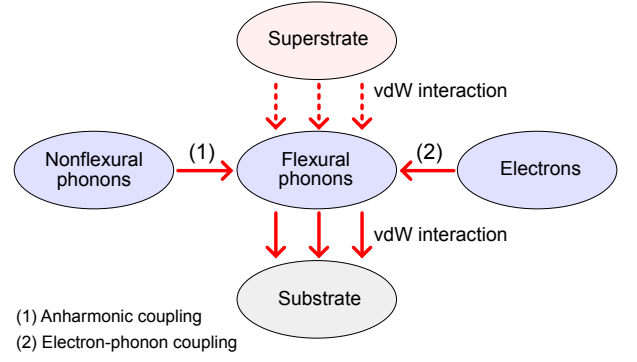 Superstrate
vdW interaction
Nonflexural
phonons
(1)
Flexural
phonons
(2)
Electrons
vdW interaction
Substrate
(1) Anharmonic coupling
(2) Electron-phonon coupling